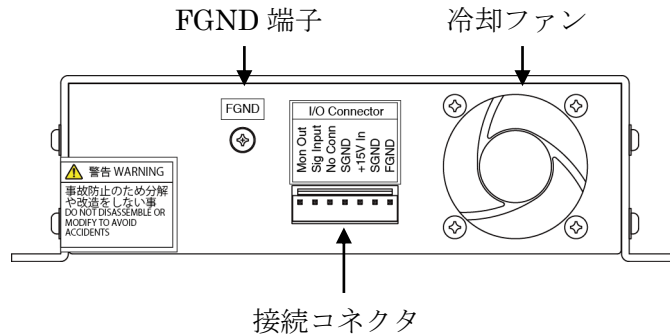 FGND 端子
冷却ファン
FGND
I/O Connector
Mon Out
Sig Input
No Conn
SGND
+15V In
SGND
FGND
警告 WARNING
事故防止のため分解
や改造をしない事
DO NOT DISASSEMBLE OR
MODIFY TO AVOID
ACCIDENTS
接続コネクタ